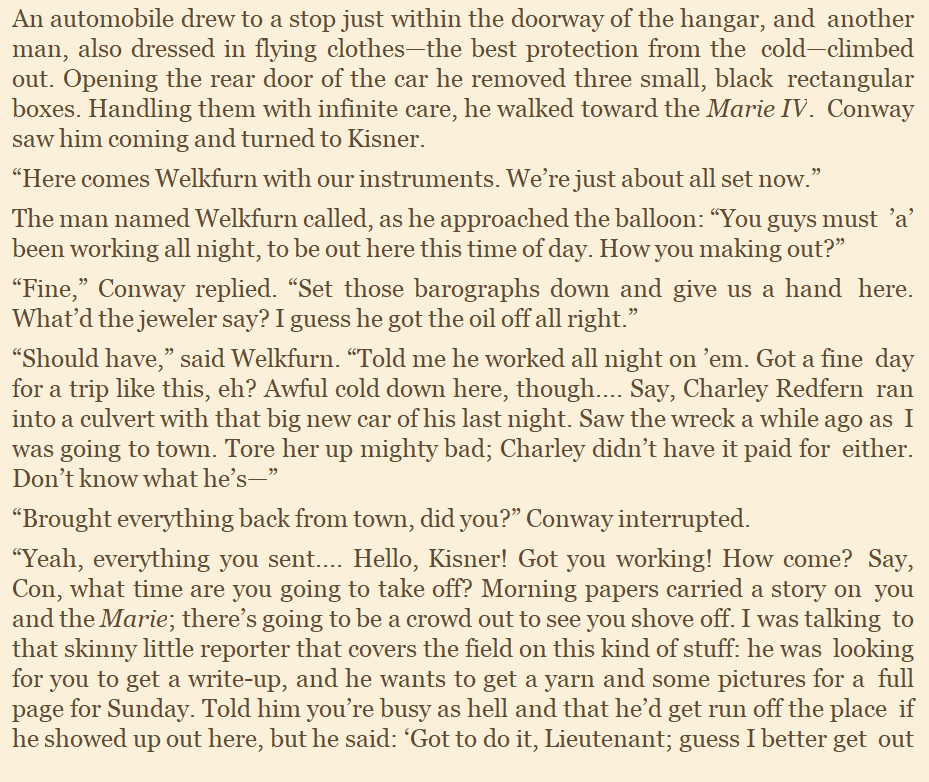 An automobile drew to a stop just within the doorway of the hangar, and another
man, also dressed in flying clothes—the best protection from the cold—climbed
out. Opening the rear door of the car he removed three small, black rectangular
boxes. Handling them with infinite care, he walked toward the Marie IV. Conway
saw him coming and turned to Kisner.
“Here comes Welkfurn with our instruments. We’re just about all set now.”
The man named Welkfurn called, as he approached the balloon: “You guys must ’a’
been working all night, to be out here this time of day. How you making out?”
“Fine,” Conway replied. “Set those barographs down and give us a hand here.
What’d the jeweler say? I guess he got the oil off all right.”
“Should have,” said Welkfurn. “Told me he worked all night on ’em. Got a fine day
for a trip like this, eh? Awful cold down here, though.... Say, Charley Redfern ran
into a culvert with that big new car of his last night. Saw the wreck a while ago as I
was going to town. Tore her up mighty bad; Charley didn’t have it paid for either.
Don’t know what he’s—”
“Brought everything back from town, did you?” Conway interrupted.
“Yeah, everything you sent.... Hello, Kisner! Got you working! How come? Say,
Con, what time are you going to take off? Morning papers carried a story on you
and the Marie; there’s going to be a crowd out to see you shove off. I was talking to
that skinny little reporter that covers the field on this kind of stuff: he was looking
for you to get a write-up, and he wants to get a yarn and some pictures for a full
page for Sunday. Told him you’re busy as hell and that he’d get run off the place if
he showed up out here, but he said: ‘Got to do it, Lieutenant; guess I better get out